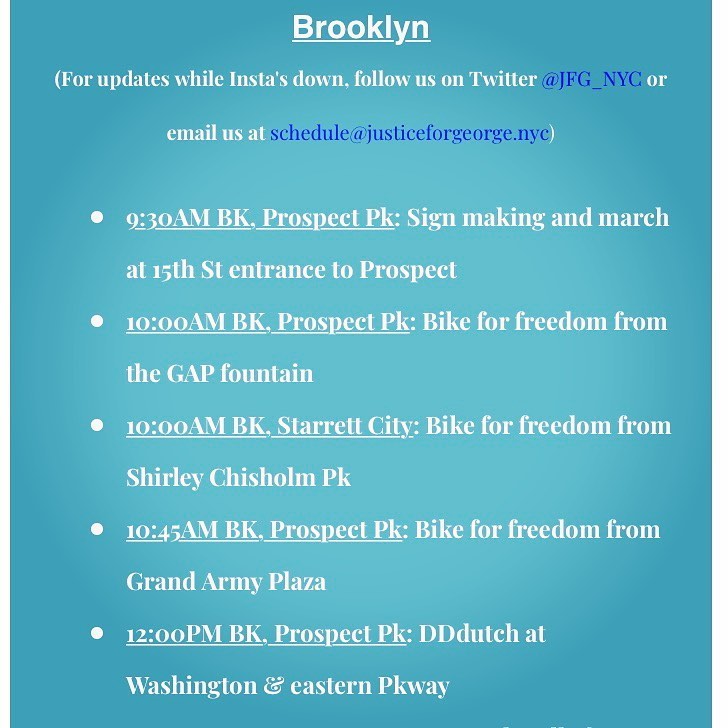 Brooklyn
(For updates while Insta's down, follow us on Twitter @JFG_NYC or
email us at schedule@justiceforgeorge.nyc)
• 9:30AM BK, Prospect Pk: Sign making and march
at 15th St entrance to Prospect
• 10:00AM BK, Prospect Pk: Bike for freedom from
the GAP fountain
• 10:00AM BK, Starrett City: Bike for freedom from
Shirley Chisholm Pk
• 10:45AM BK, Prospect Pk: Bike for freedom from
Grand Army Plaza
• 12:00PM BK, Prospect Pk: DDdutch at
Washington & eastern Pkway